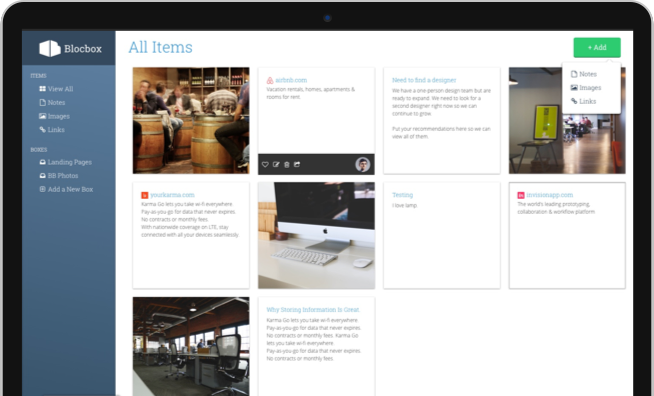 Blocbox
All Items
+ Add
Notes
Images
Links
ITEMS
View All
Notes
Images
Links
BOXES
Landing Pages
BB Photos
Add a New Box
airbnb.com
Vacation rentals, homes, apartments &
rooms for rent.
Need to find a designer
We have a one-person design team but are
ready to expand. We need to look for a
second designer right now so we can
continue to grow.
Put your recommendations here so we can
view all of them.
yourkarma.com
Karma Go lets you take wi-fi everywhere.
Pay-as-you-go for data that never expires.
No contracts or monthly fees.
With nationwide coverage on LTE, stay
connected with all your devices seamlessly.
Testing
I love lamp.
in
invisionapp.com
The world's leading prototyping,
collaboration & workflow platform
Why Storing Information Is Great
Karma Go lets you take wi-fi everywhere.
Pay-as-you-go for data that never expires.
No contracts or monthly fees. Karma Go
lets you take wi-fi everywhere.
Pay-as-you-go for data that never expires.
No contracts or monthly fees.